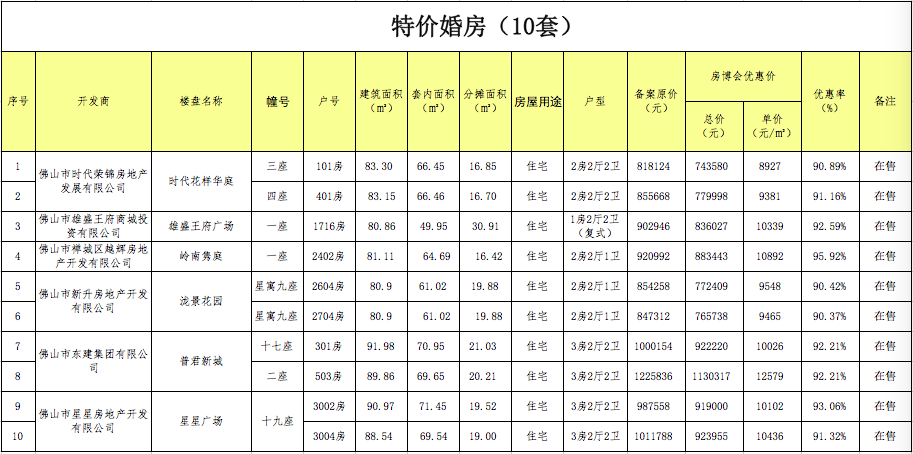 特价婚房（10套）
序号 开发商 楼盘名称 幢号 户号 建筑面积（㎡） 套内面积（㎡） 分摊面积（㎡） 房屋用途 户型 备案原价（元） 房博会优惠价 优惠率（%） 备注
总价（元） 单价（元/㎡）
1 佛山市时代荣锦房地产发展有限公司 时代花样华庭 三座 101房 83.30 66.45 16.85 住宅 2房2厅2卫 818124 743580 8927 90.89% 在售
2 四座 401房 83.15 66.46 16.70 住宅 2房2厅2卫 855668 779998 9381 91.16% 在售
3 佛山市雄盛王府商城投资有限公司 雄盛王府广场 一座 1716房 80.86 49.95 30.91 住宅 1房2厅2卫（复式） 902946 836027 10339 92.59% 在售
4 佛山市禅城区越辉房地产开发有限公司 岭南隽庭 一座 2402房 81.11 64.69 16.42 住宅 2房2厅1卫 920992 883443 10892 95.92% 在售
5 佛山市新升房地产开发有限公司 泷景花园 星寓九座 2604房 80.9 61.02 19.88 住宅 2房2厅1卫 854258 772409 9548 90.42% 在售
6 星寓九座 2704房 80.9 61.02 19.88 住宅 2房2厅1卫 847312 765738 9465 90.37% 在售
7 佛山市东建集团有限公司 普君新城 十七座 301房 91.98 70.95 21.03 住宅 3房2厅2卫 1000154 922220 10026 92.21% 在售
8 二座 503房 89.86 69.65 20.21 住宅 3房2厅2卫 1225836 1130317 12579 92.21% 在售
9 佛山市星星房地产开发有限公司 星星广场 十九座 3002房 90.97 71.45 19.52 住宅 3房2厅2卫 987558 919000 10102 93.06% 在售
10 3004房 88.54 69.54 19.00 住宅 3房2厅2卫 1011788 923955 10436 91.32% 在售